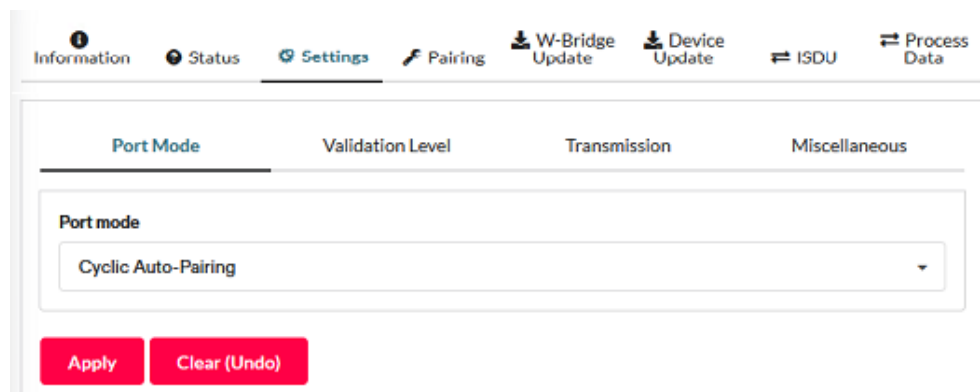 Information
Status
Settings
Pairing
W-Bridge
Update
Device
Update
ISDU
Process
Data
Port Mode
Validation Level
Transmission
Miscellaneous
Port mode
Cyclic Auto-Pairing
Apply
Clear (Undo)